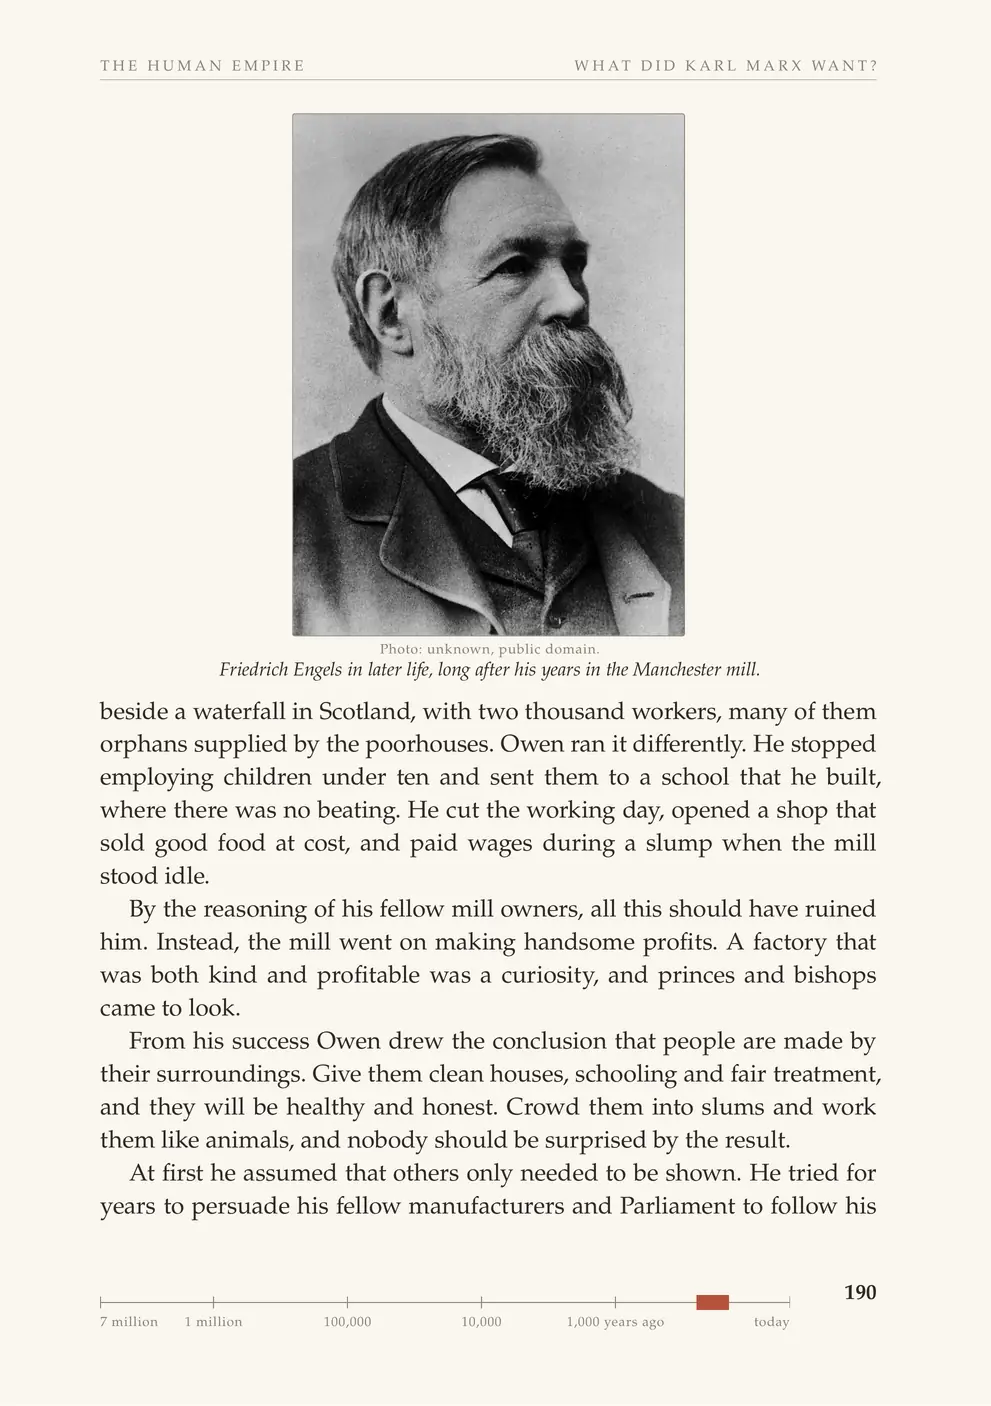 THE HUMAN EMPIRE
WHAT DID KARL MARX WANT?
Photo: unknown, public domain.
Friedrich Engels in later life, long after his years in the Manchester mill.
beside a waterfall in Scotland, with two thousand workers, many of them
orphans supplied by the poorhouses. Owen ran it differently. He stopped
employing children under ten and sent them to a school that he built,
where there was no beating. He cut the working day, opened a shop that
sold good food at cost, and paid wages during a slump when the mill
stood idle.
By the reasoning of his fellow mill owners, all this should have ruined
him. Instead, the mill went on making handsome profits. A factory that
was both kind and profitable was a curiosity, and princes and bishops
came to look.
From his success Owen drew the conclusion that people are made by
their surroundings. Give them clean houses, schooling and fair treatment,
and they will be healthy and honest. Crowd them into slums and work
them like animals, and nobody should be surprised by the result.
At first he assumed that others only needed to be shown. He tried for
years to persuade his fellow manufacturers and Parliament to follow his
190
7 million 1 million 100,000 10,000 1,000 years ago today